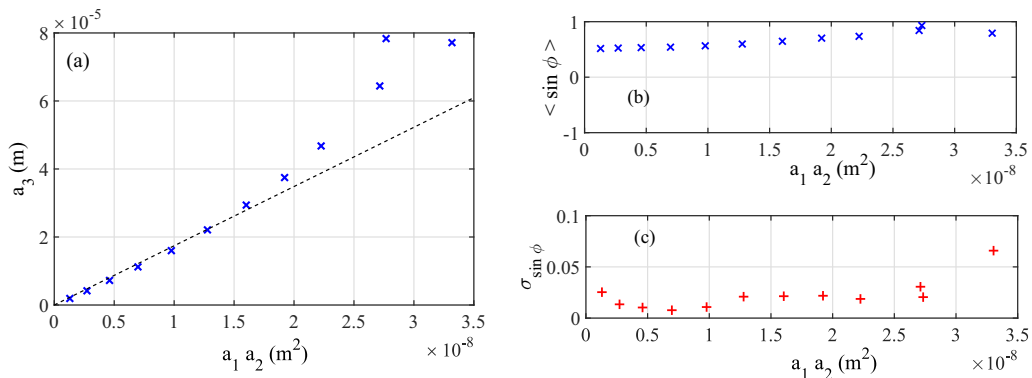 × 10⁻⁵
8
6
4
2
0
a₃ (m)
(a)
0 0.5 1 1.5 2 2.5 3 3.5
a₁ a₂ (m²)
× 10⁻⁸
1
0
-1
< sin ϕ >
(b)
0 0.5 1 1.5 2 2.5 3 3.5
a₁ a₂ (m²)
×10⁻⁸
0.1
0.05
0
σ_sin ϕ
(c)
0 0.5 1 1.5 2 2.5 3 3.5
a₁ a₂ (m²)
×10⁻⁸